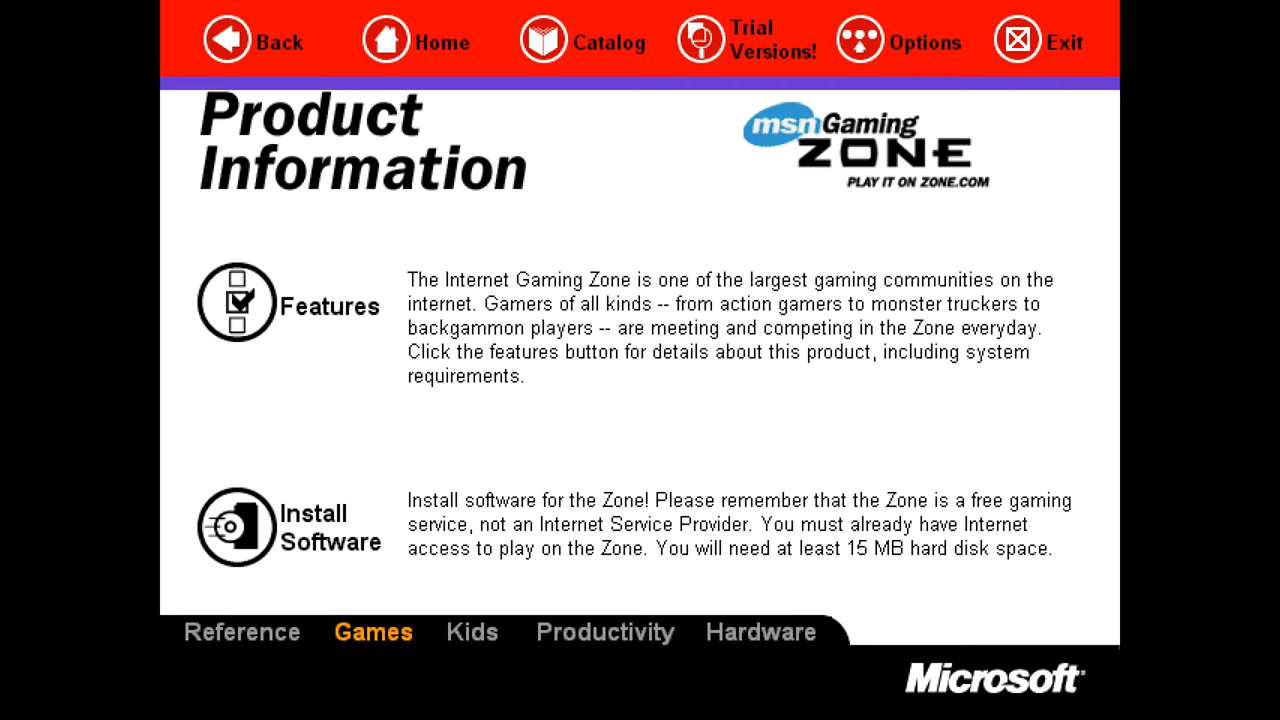 Back Home Catalog Trial Versions! Options Exit
Product
Information
msn Gaming
ZONE
PLAY IT ON ZONE.COM
Features
The Internet Gaming Zone is one of the largest gaming communities on the
internet. Gamers of all kinds -- from action gamers to monster truckers to
backgammon players -- are meeting and competing in the Zone everyday.
Click the features button for details about this product, including system
requirements.
Install
Software
Install software for the Zone! Please remember that the Zone is a free gaming
service, not an Internet Service Provider. You must already have Internet
access to play on the Zone. You will need at least 15 MB hard disk space.
Reference Games Kids Productivity Hardware
Microsoft